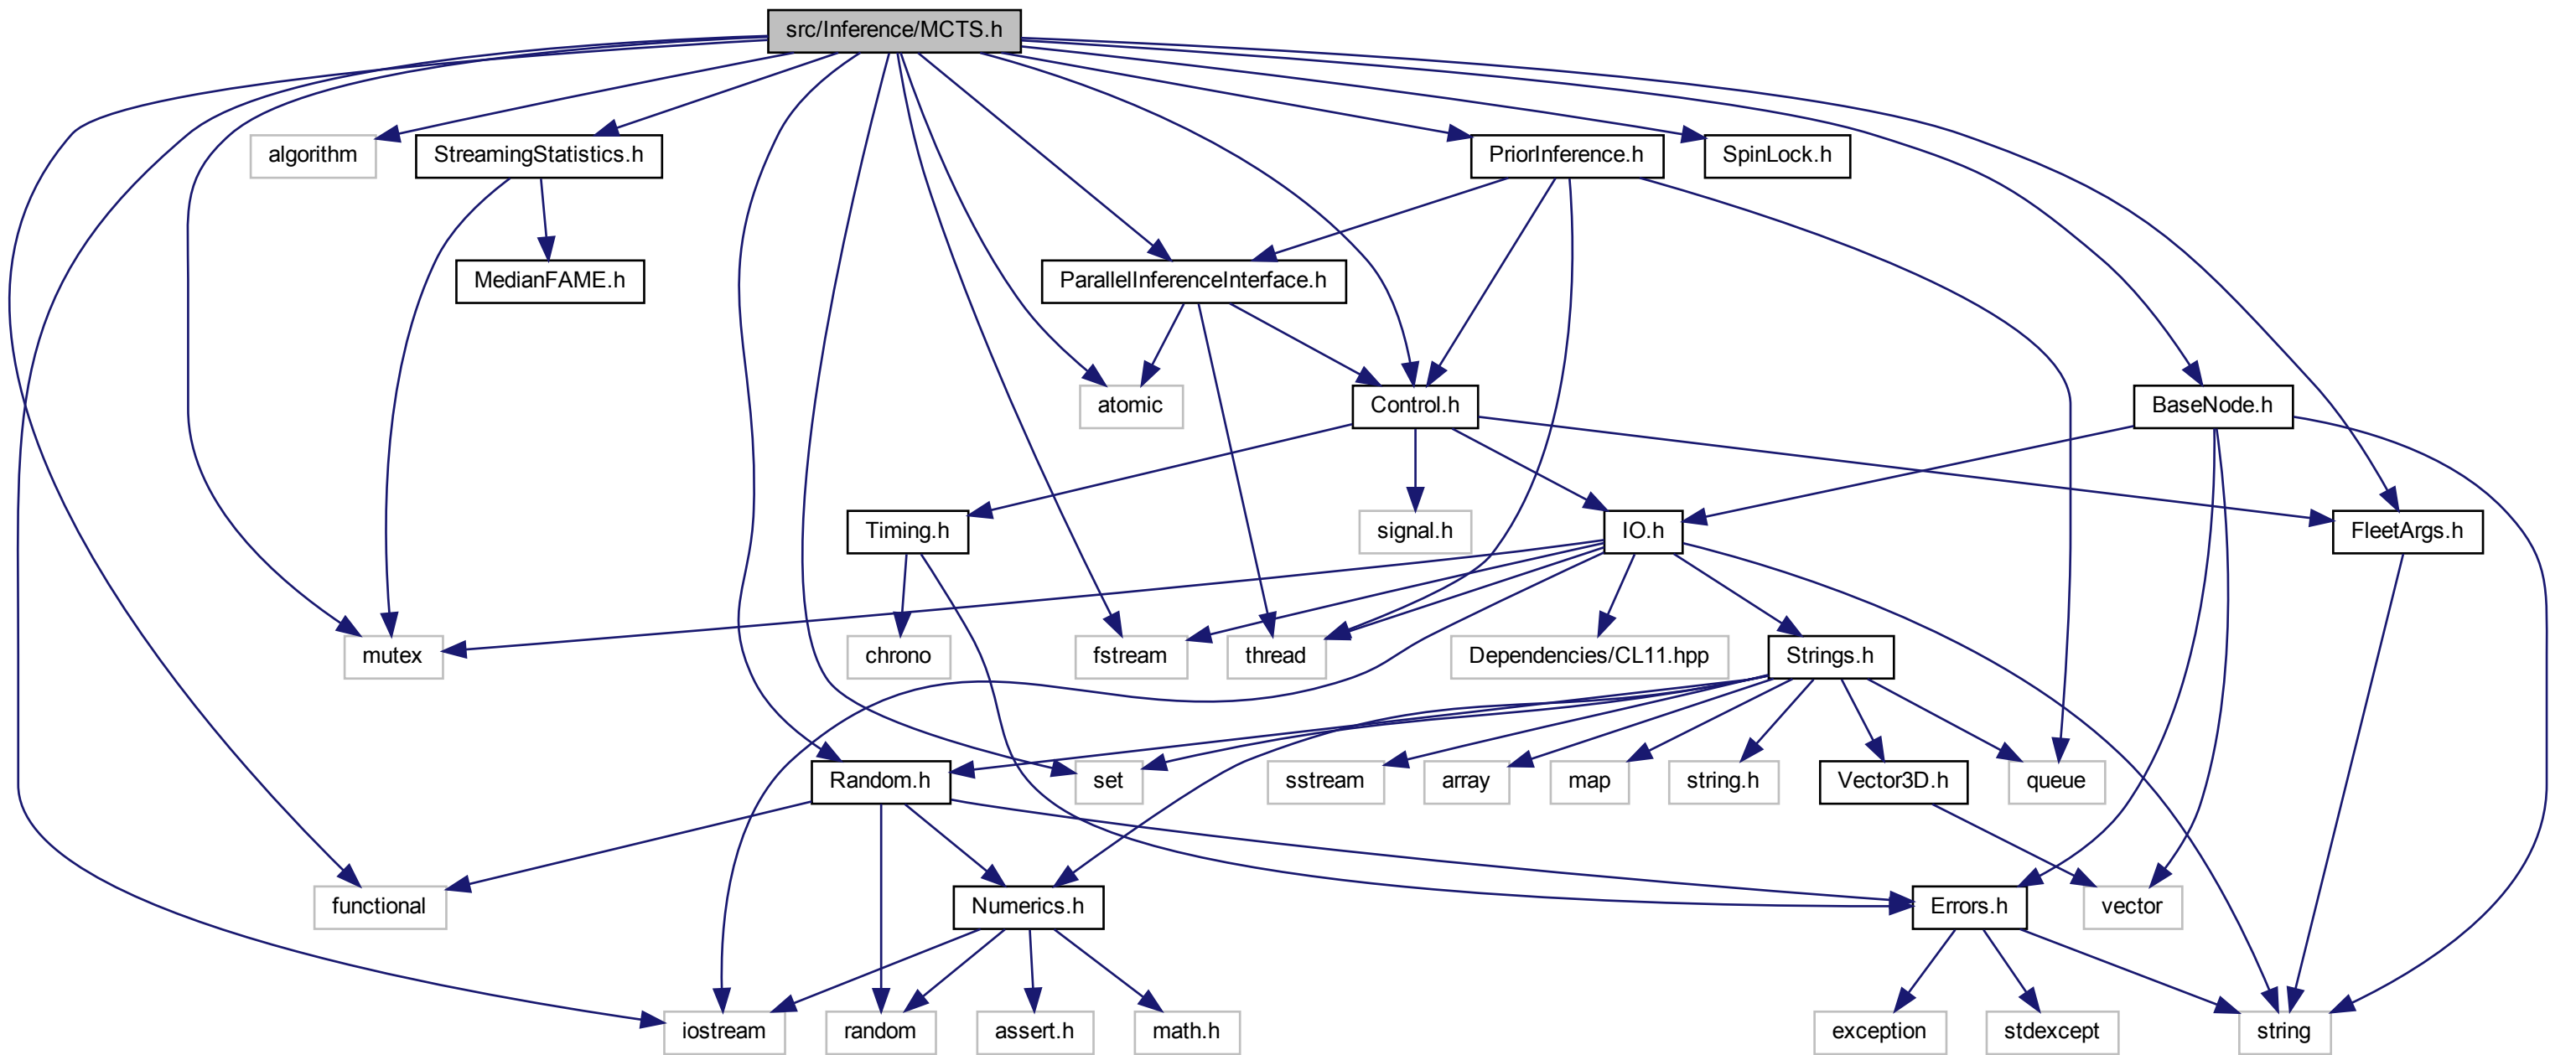 src/Inference/MCTS.h
algorithm
StreamingStatistics.h
PriorInference.h
SpinLock.h
MedianFAME.h
ParallelInferenceInterface.h
atomic
Control.h
BaseNode.h
Timing.h
signal.h
IO.h
FleetArgs.h
mutex
chrono
fstream
thread
Dependencies/CL11.hpp
Strings.h
Random.h
set
sstream
array
map
string.h
Vector3D.h
queue
functional
Numerics.h
Errors.h
vector
iostream
random
assert.h
math.h
exception
stdexcept
string